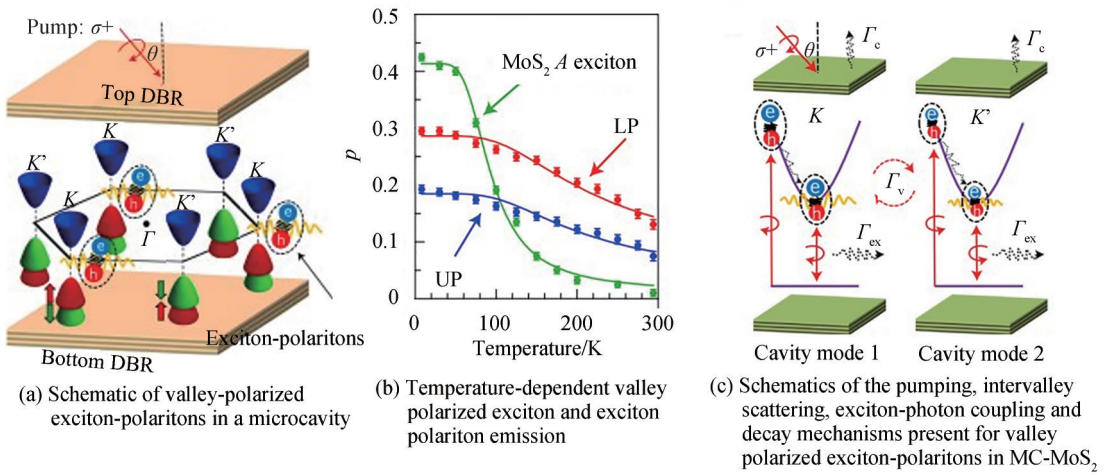 Pump: σ+
θ
Top DBR
K
K'
K'
K
K
K'
e
h
e
h
e
h
Γ
Exciton-polaritons
Bottom DBR
(a) Schematic of valley-polarized
exciton-polaritons in a microcavity
0.5
0.4
0.3
0.2
0.1
0
p
MoS₂ A exciton
LP
UP
0
100
200
300
Temperature/K
(b) Temperature-dependent valley
polarized exciton and exciton
polariton emission
σ+
θ
Γc
Γc
e
h
K
e
h
K'
e
h
Γv
e
h
Γex
Γex
Cavity mode 1
Cavity mode 2
(c) Schematics of the pumping, intervalley
scattering, exciton-photon coupling and
decay mechanisms present for valley
polarized exciton-polaritons in MC-MoS₂